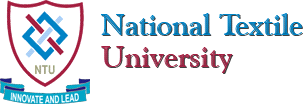 National Textile
University
NTU
INNOVATE AND LEAD